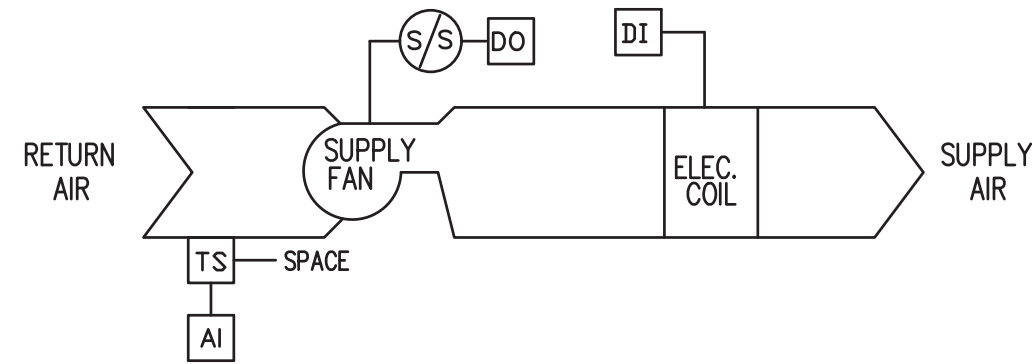 S/S
DO
DI
RETURN
AIR
SUPPLY
FAN
ELEC.
COIL
SUPPLY
AIR
TS
SPACE
AI